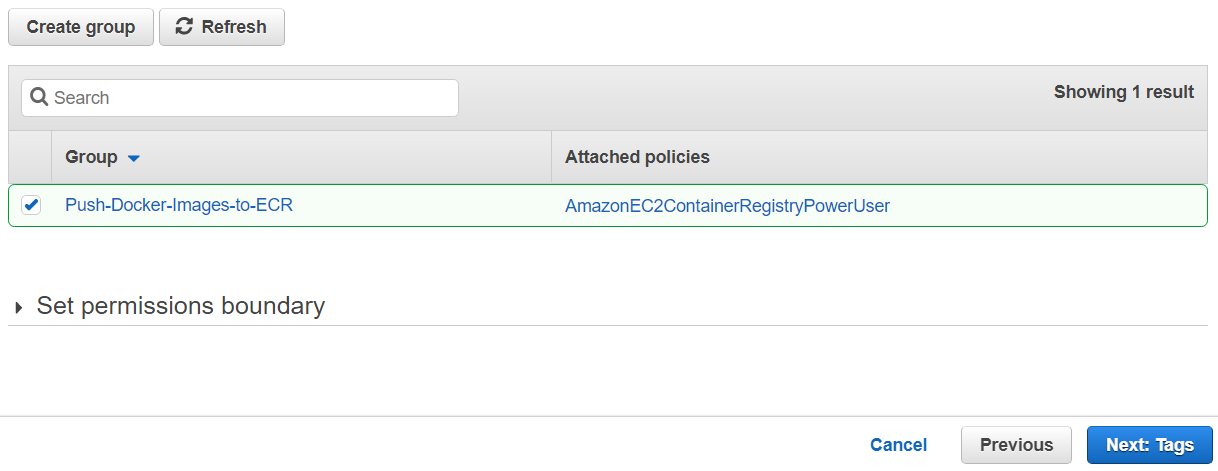 Create group Refresh
Search
Showing 1 result
Group Attached policies
Push-Docker-Images-to-ECR AmazonEC2ContainerRegistryPowerUser
Set permissions boundary
Cancel Previous Next: Tags